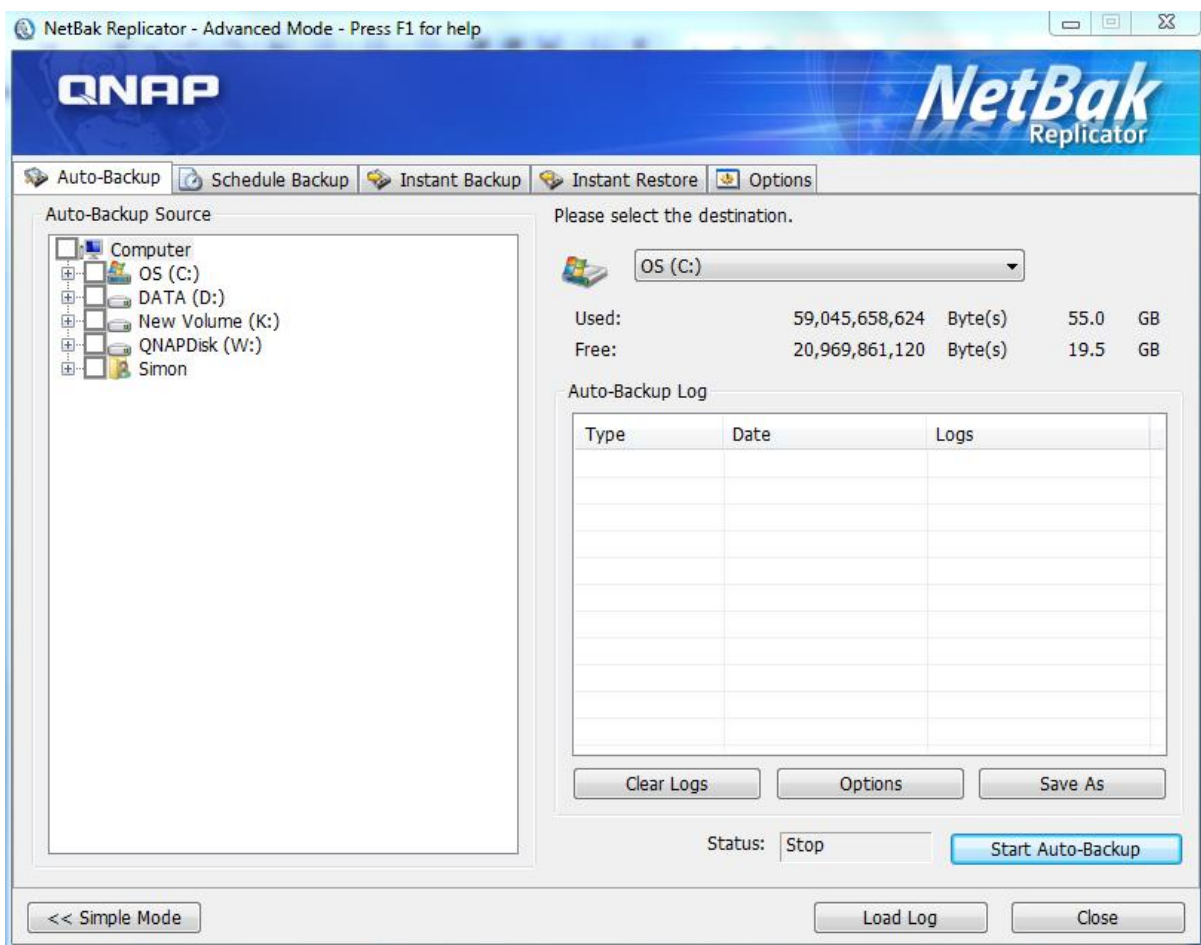 NetBak Replicator - Advanced Mode - Press F1 for help
QNAP
NetBak
Replicator
Auto-Backup
Schedule Backup
Instant Backup
Instant Restore
Options
Auto-Backup Source
Computer
OS (C:)
DATA (D:)
New Volume (K:)
QNAPDisk (W:)
Simon
Please select the destination.
OS (C:)
Used: 59,045,658,624 Byte(s) 55.0 GB
Free: 20,969,861,120 Byte(s) 19.5 GB
Auto-Backup Log
Type Date Logs
Clear Logs
Options
Save As
Status: Stop
Start Auto-Backup
<< Simple Mode
Load Log
Close